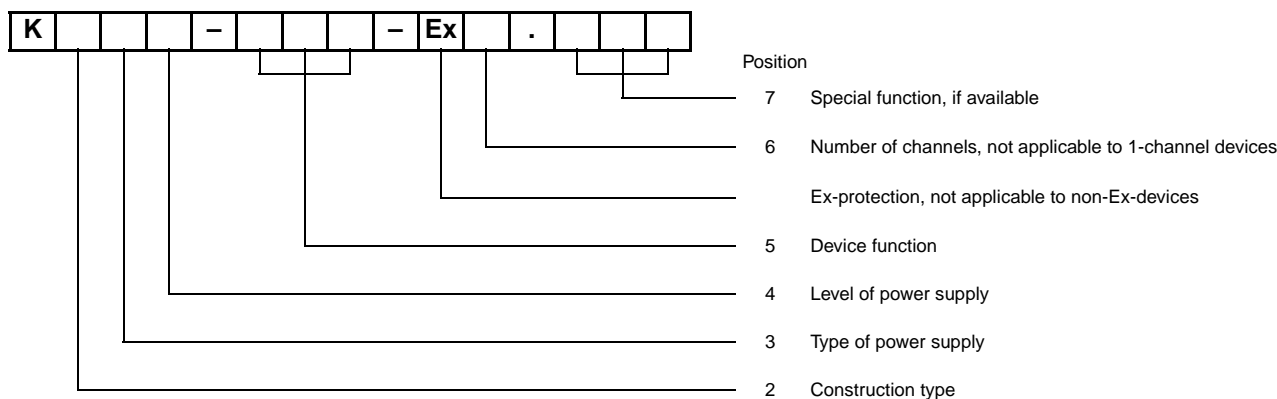 K – – Ex .
Position
7 Special function, if available
6 Number of channels, not applicable to 1-channel devices
Ex-protection, not applicable to non-Ex-devices
5 Device function
4 Level of power supply
3 Type of power supply
2 Construction type